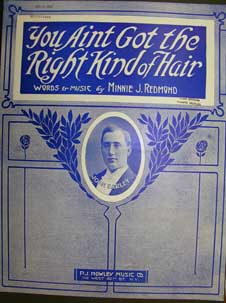 You Aint Got the
Right Kind of Hair
WORDS & MUSIC by MINNIE J. REDMOND
P.J. HOWLEY MUSIC CO.